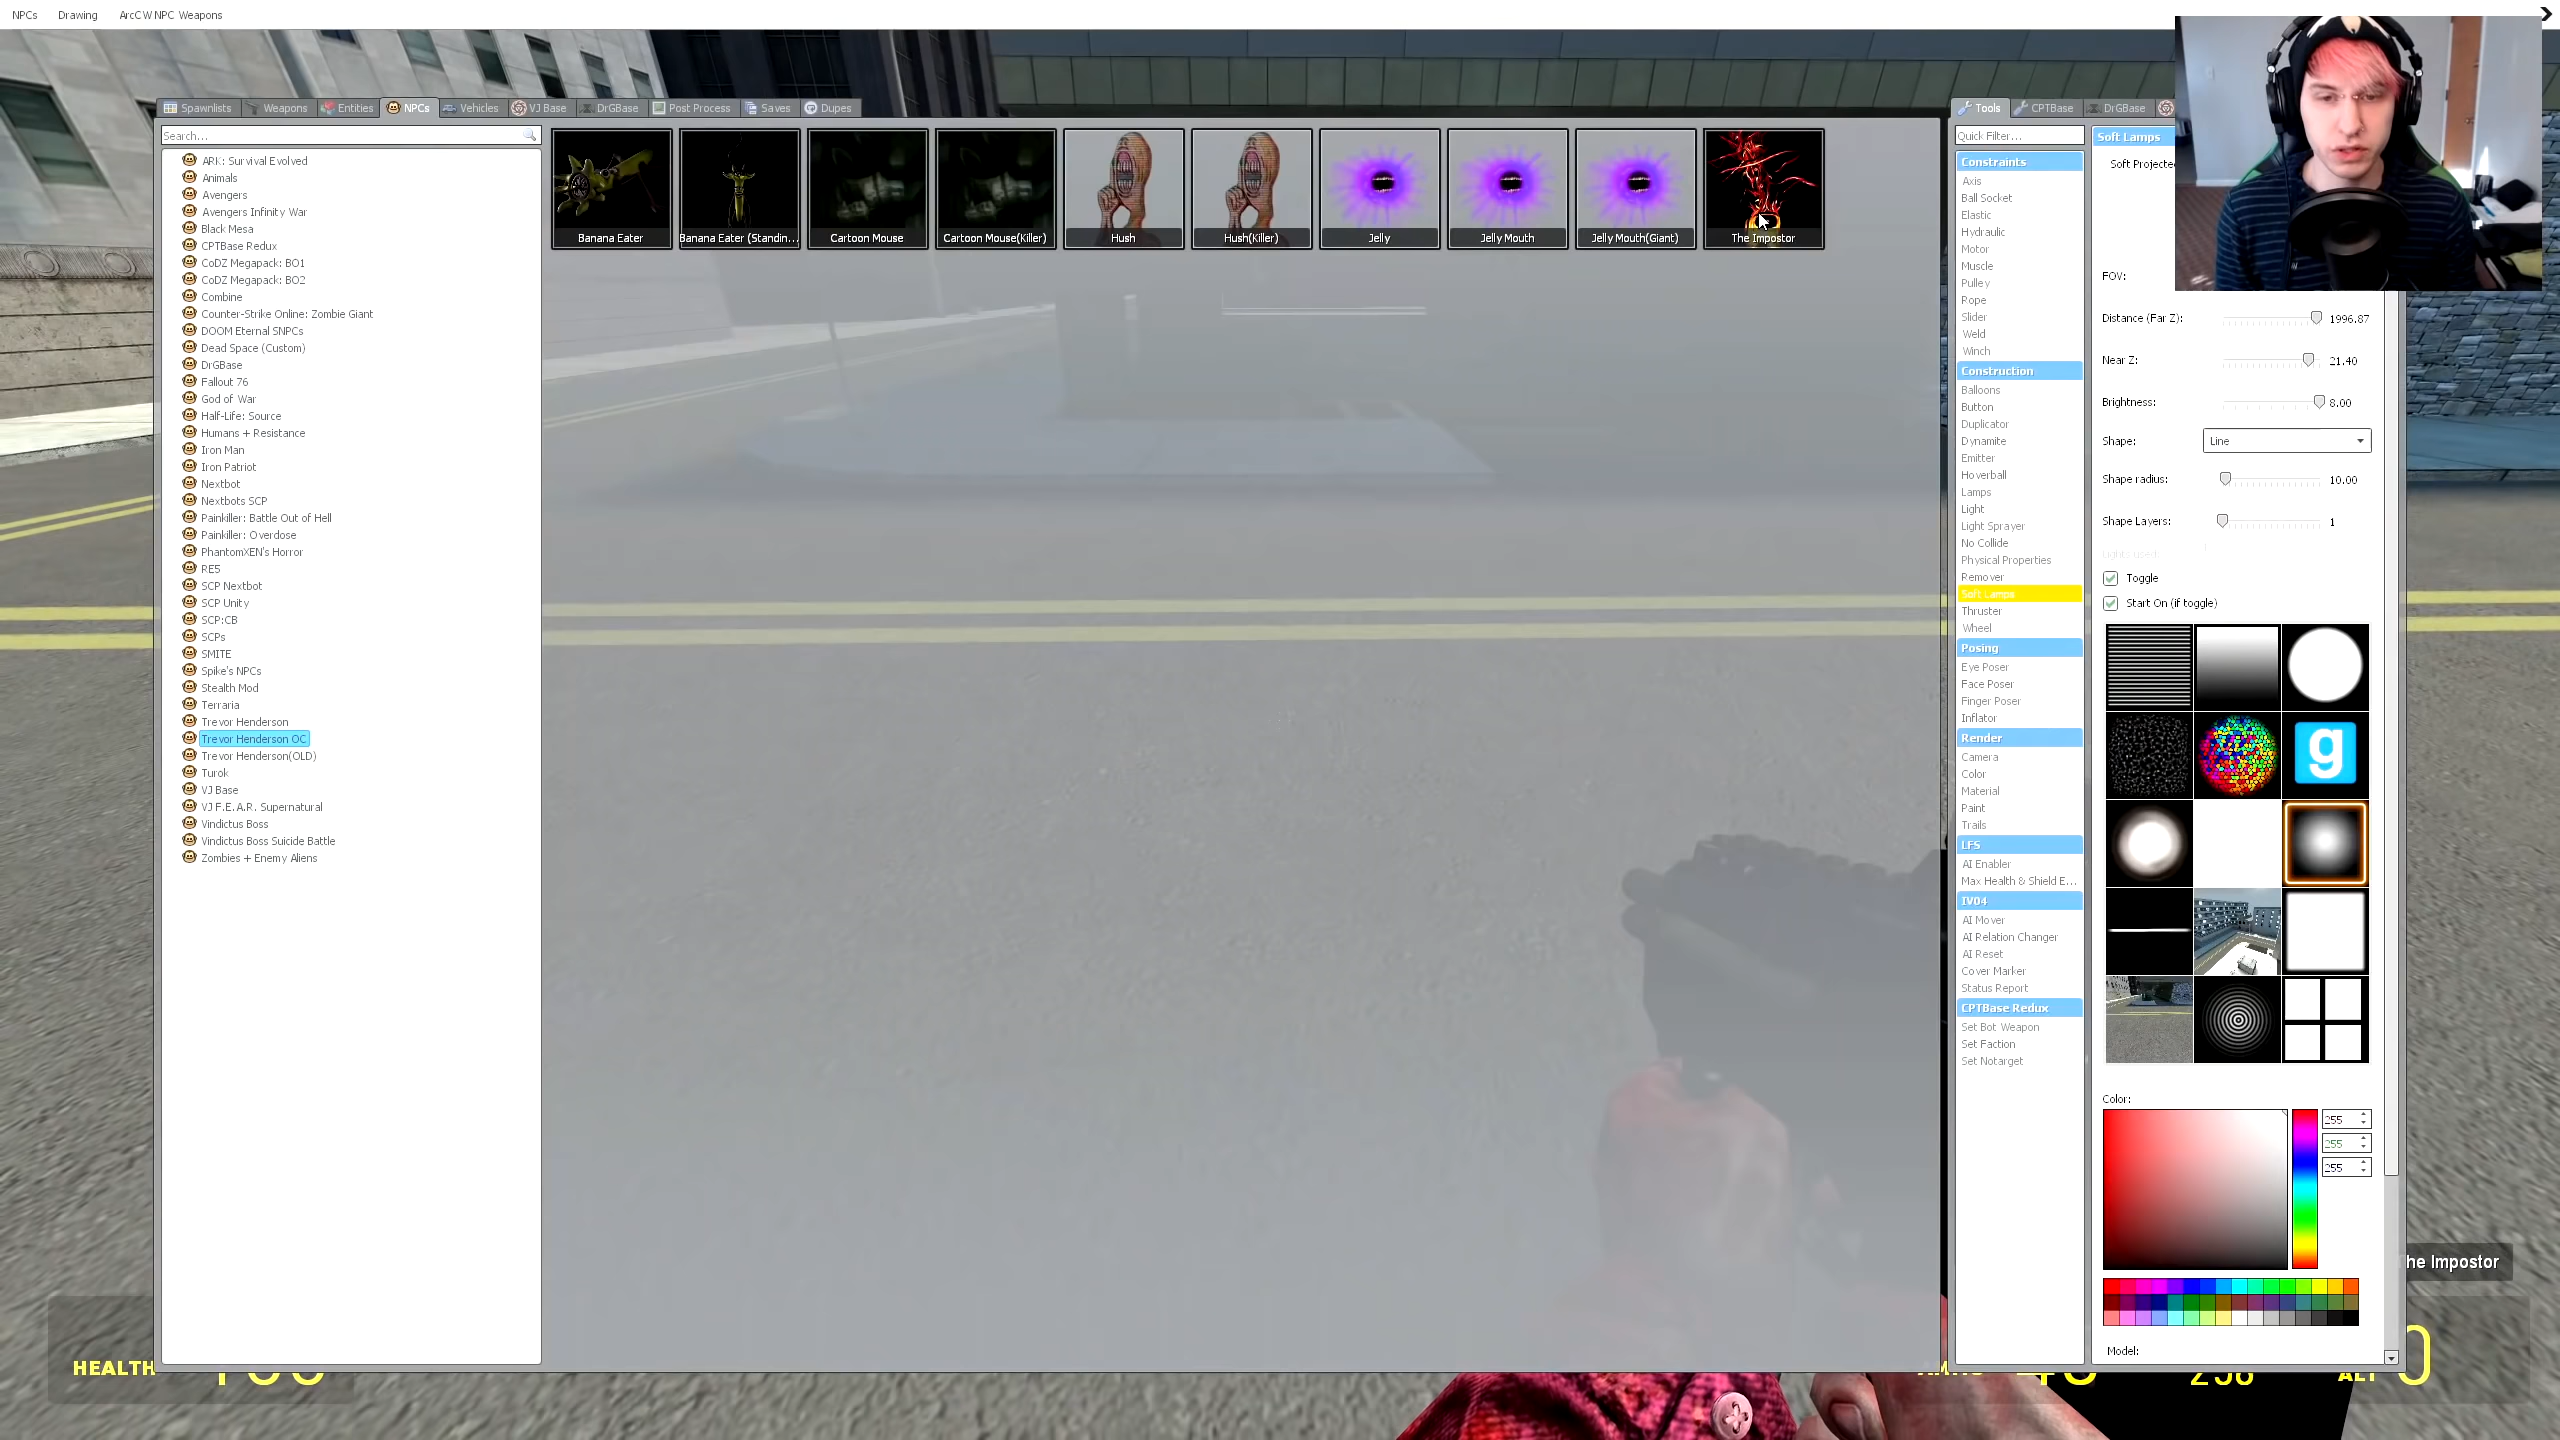 NPCs Drawing ArcCW NPC Weapons
Spawnlists Weapons Entities NPCs Vehicles VJ Base DrGBase Post Process Saves Dupes
Search...
ARK: Survival Evolved
Animals
Avengers
Avengers Infinity War
Black Mesa
CPTBase Redux
CoDZ Megapack: BO1
CoDZ Megapack: BO2
Combine
Counter-Strike Online: Zombie Giant
DOOM Eternal SNPCs
Dead Space (Custom)
DrGBase
Fallout 76
God of War
Half-Life: Source
Humans + Resistance
Iron Man
Iron Patriot
Nextbot
Nextbots SCP
Painkiller: Battle Out of Hell
Painkiller: Overdose
PhantomXEN's Horror
RE5
SCP Nextbot
SCP Unity
SCP:CB
SCPs
SMITE
Spike's NPCs
Stealth Mod
Terraria
Trevor Henderson
Trevor Henderson OC
Trevor Henderson(OLD)
Turok
VJ Base
VJ F.E.A.R. Supernatural
Vindictus Boss
Vindictus Boss Suicide Battle
Zombies + Enemy Aliens
Banana Eater
Banana Eater (Standin...
Cartoon Mouse
Cartoon Mouse(Killer)
Hush
Hush(Killer)
Jelly
Jelly Mouth
Jelly Mouth(Giant)
The Impostor
Tools CPTBase DrGBase
Quick Filter...
Constraints
Axis
Ball Socket
Elastic
Hydraulic
Motor
Muscle
Pulley
Rope
Slider
Weld
Winch
Construction
Balloons
Button
Duplicator
Dynamite
Emitter
Hoverball
Lamps
Light
Light Sprayer
No Collide
Physical Properties
Remover
Soft Lamps
Thruster
Wheel
Posing
Eye Poser
Face Poser
Finger Poser
Inflator
Render
Camera
Color
Material
Paint
Trails
LFS
AI Enabler
Max Health & Shield E...
IV04
AI Mover
AI Relation Changer
AI Reset
Cover Marker
Status Report
CPTBase Redux
Set Bot Weapon
Set Faction
Set Notarget
Soft Lamps
Soft Projected
FOV:
Distance (Far Z): 1996.87
Near Z: 21.40
Brightness: 8.00
Shape: Line
Shape radius: 10.00
Shape Layers: 1
Toggle
Start On (if toggle)
g
Color:
255
255
255
Model:
he Impostor
HEALTH